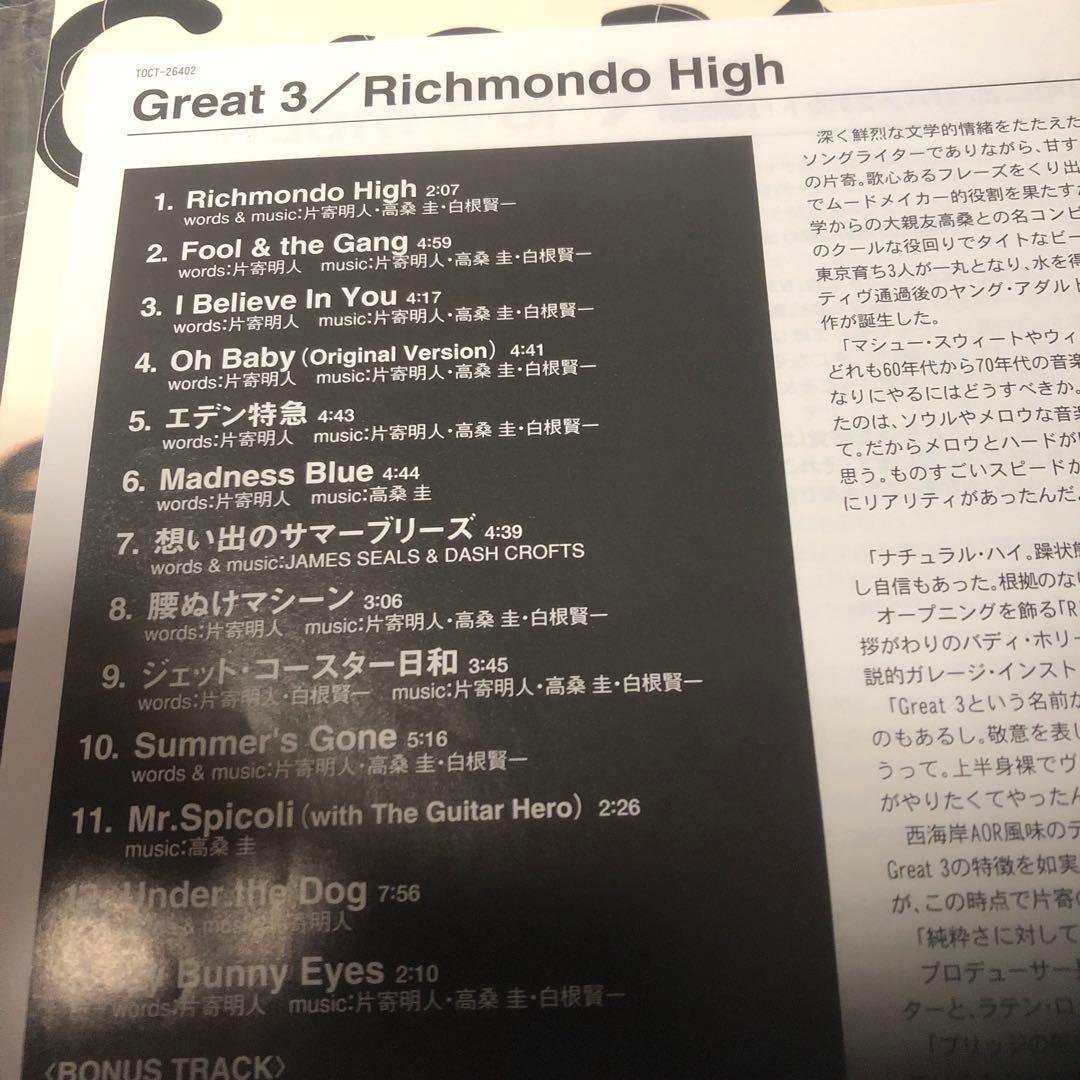 TOCT-26402
Great 3／Richmondo High
1. Richmondo High 2:07
words & music:片寄明人・高桑 圭・白根賢一
2. Fool & the Gang 4:59
words:片寄明人 music:片寄明人・高桑 圭・白根賢一
3. I Believe In You 4:17
words:片寄明人 music:片寄明人・高桑 圭・白根賢一
4. Oh Baby（Original Version）4:41
words:片寄明人 music:片寄明人・高桑 圭・白根賢一
5. エデン特急 4:43
words:片寄明人 music:片寄明人・高桑 圭・白根賢一
6. Madness Blue 4:44
words:片寄明人 music:高桑 圭
7. 想い出のサマーブリーズ 4:39
words & music:JAMES SEALS & DASH CROFTS
8. 腰ぬけマシーン 3:06
words:片寄明人 music:片寄明人・高桑 圭・白根賢一
9. ジェット・コースター日和 3:45
words:片寄明人・白根賢一 music:片寄明人・高桑 圭・白根賢一
10. Summer's Gone 5:16
words & music:片寄明人・高桑 圭・白根賢一
11. Mr.Spicoli（with The Guitar Hero）2:26
music:高桑 圭
12. Under the Dog 7:56
& music:片寄明人
Bunny Eyes 2:10
words:片寄明人 music:片寄明人・高桑 圭・白根賢一
〈BONUS TRACK〉
深く鮮烈な文学的情緒をたたえた
ソングライターでありながら、甘す
の片寄。歌心あるフレーズをくり出
でムードメイカー的役割を果たす
学からの大親友高桑との名コンビ
のクールな役回りでタイトなビー
東京育ち3人が一丸となり、水を得
ティヴ通過後のヤング・アダルト
作が誕生した。
「マシュー・スウィートやウィ
どれも60年代から70年代の音楽
なりにやるにはどうすべきか。
たのは、ソウルやメロウな音楽
て。だからメロウとハードが
思う。ものすごいスピードが
にリアリティがあったんだ。
「ナチュラル・ハイ。躁状態
し自信もあった。根拠のない
オープニングを飾る「R
拶がわりのバディ・ホリー
説的ガレージ・インスト
「Great 3という名前が
のもあるし。敬意を表し
うって。上半身裸でヴ
がやりたくてやったん
西海岸AOR風味のデ
Great 3の特徴を如実
が、この時点で片寄の
「純粋さに対して
プロデューサー長
ターと、ラテン・ロ
「ブリッジの